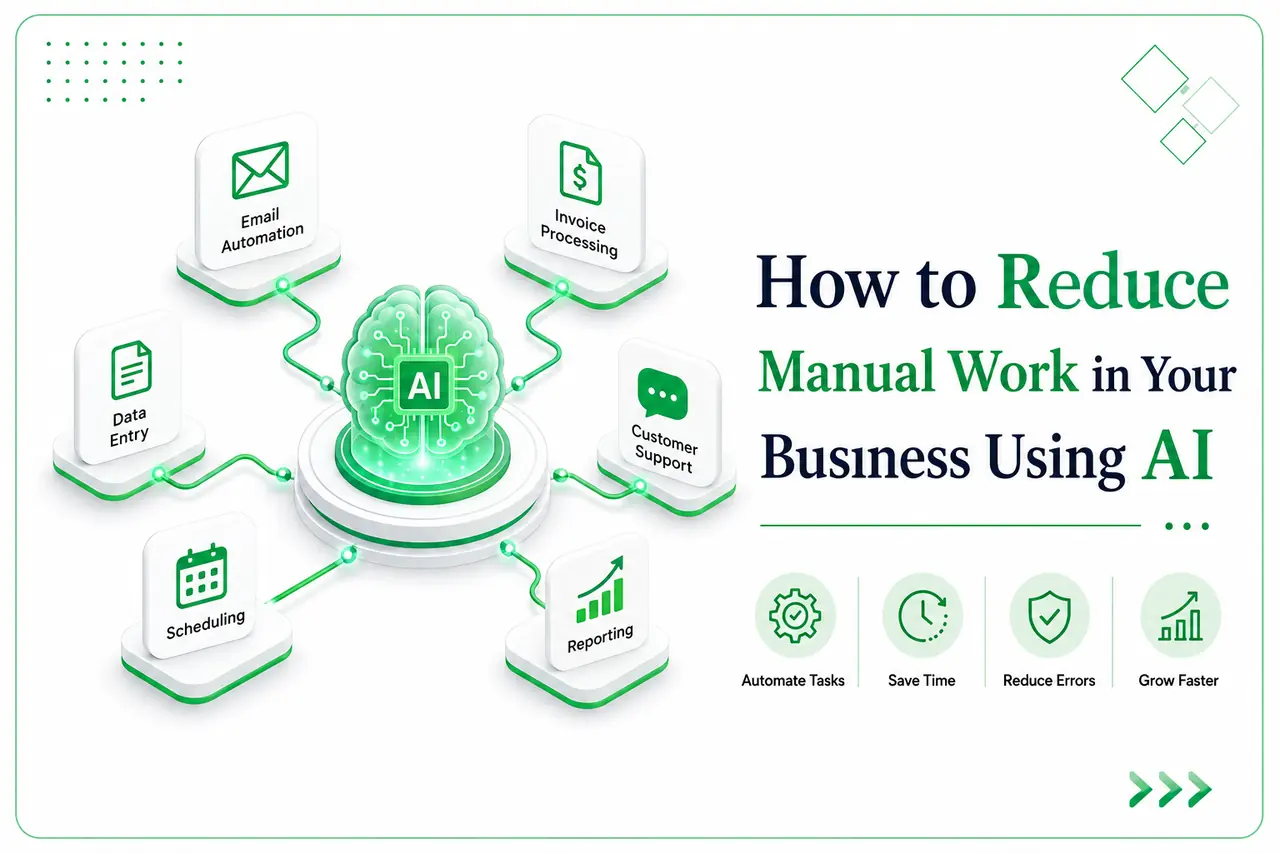 Email
Automation
Invoice
Processing
Data
Entry
AI
Customer
Support
Scheduling
Reporting
How to Reduce
Manual Work in Your
Business Using AI
Automate Tasks
Save Time
Reduce Errors
Grow Faster